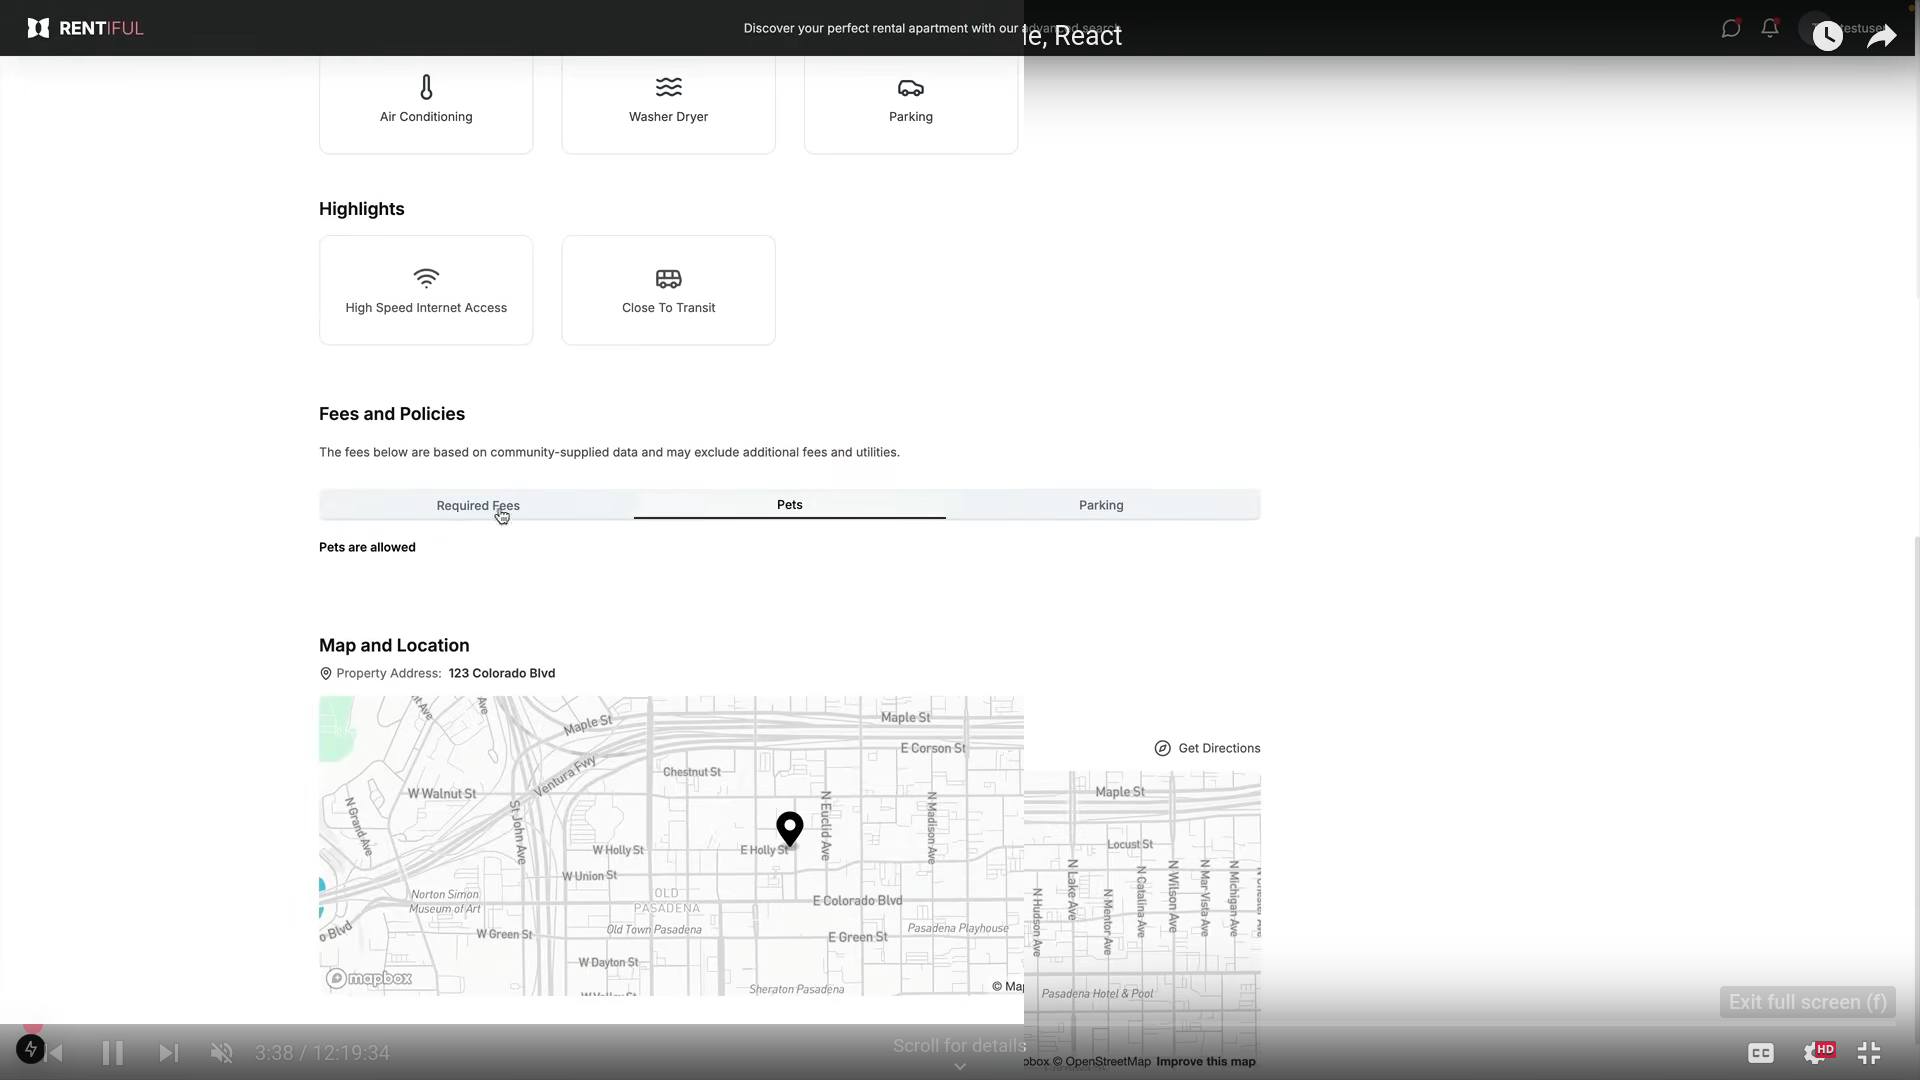 RENTIFUL
Discover your perfect rental apartment with our advanced search
le, React
testuser
Air Conditioning
Washer Dryer
Parking
Highlights
High Speed Internet Access
Close To Transit
Fees and Policies
The fees below are based on community-supplied data and may exclude additional fees and utilities.
Required Fees
Pets
Parking
Pets are allowed
Map and Location
Property Address: 123 Colorado Blvd
Get Directions
Maple St
Maple St
E Corson St
Ventura Fwy
Chestnut St
W Walnut St
N Grand Ave
St John Ave
N Euclid Ave
N Madison Ave
W Holly St
E Holly St
W Union St
Norton Simon
Museum of Art
OLD
PASADENA
E Colorado Blvd
o Blvd
W Green St
Old Town Pasadena
E Green St
Pasadena Playhouse
W Dayton St
mapbox
Sheraton Pasadena
© Map
Maple St
Locust St
N Hudson Ave
N Lake Ave
N Mentor Ave
N Catalina Ave
N Wilson Ave
N Mar Vista Ave
N Michigan Ave
Pasadena Hotel & Pool
box © OpenStreetMap Improve this map
Exit full screen (f)
3:38 / 12:19:34
Scroll for details
CC
HD